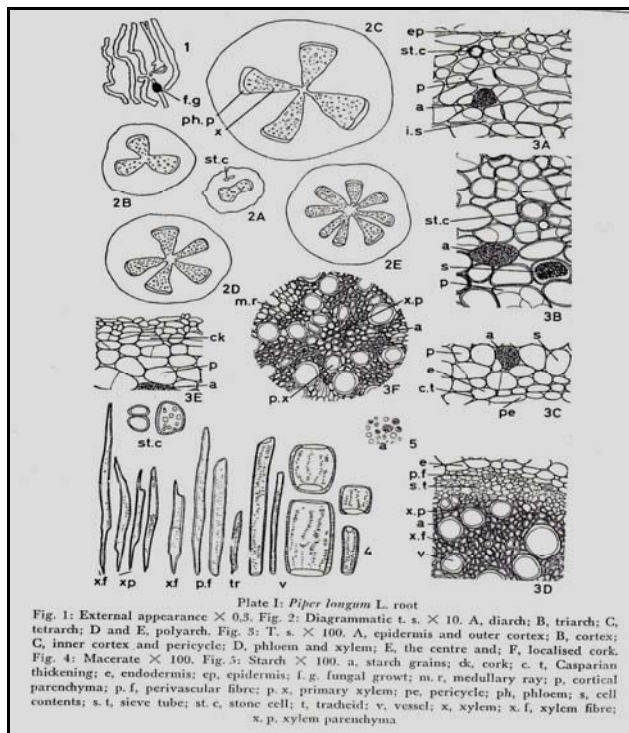 1
f.g
2C
ph.p
x
ep
st.c
p
a
i.s
3A
2B
st.c
2A
2E
2D
st.c
a
s
p
3B
m.r
x.p
a
p.x
3F
ck
p
a
3E
a
s
p
e
c.t
pe
3C
st.c
a
5
e
p.f
s.t
x.p
a
x.f
v
3D
x.f
xp
xf
p.f
tr
v
4
Plate I: Piper longum L. root
Fig. 1: External appearance × 0,3. Fig. 2: Diagrammatic t. s. × 10. A, diarch; B, triarch; C,
tetrarch; D and E, polyarch. Fig. 3: T. s. × 100. A, epidermis and outer cortex; B, cortex;
C, inner cortex and pericycle; D, phloem and xylem; E, the centre and; F, localised cork.
Fig. 4: Macerate × 100. Fig. 5: Starch × 100. a, starch grains; ck, cork; c. t, Casparian
thickening; e, endodermis; ep, epidermis; f. g. fungal growt; m. r, medullary ray; p, cortical
parenchyma; p. f, perivascular fibre; p. x, primary xylem; pe, pericycle; ph, phloem; s, cell
contents; s. t, sieve tube; st. c, stone cell; t, tracheid; v. vessel; x, xylem; x. f, xylem fibre;
x. p. xylem parenchyma